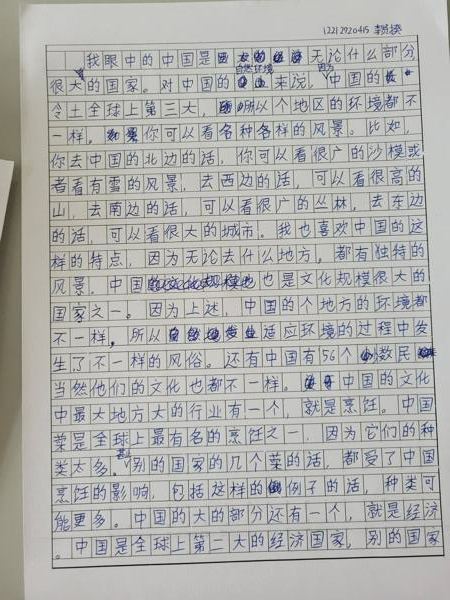 12212920415
我眼中的中国是 无论什么部分
自然环境 因为
很大的国家。对中国的 来说, 中国的
令土全球上第三大, 所以个地区的环境都不
一样。 你可以看各种各样的风景。比如,
你去中国的北边的话, 你可以看很广的沙模或
者看有雪的风景, 去西边的话, 可以看很高的
山, 去南边的话, 可以看很广的丛林, 去东边
的话, 可以看很大的城市。我也喜欢中国的这
样的特点, 因为无论去什么地方, 都有独特的
风景。中国 也是文化规模很大的
国家之一。因为上述, 中国的个地方的环境都
不一样, 所以 适应环境的过程中发
生了不一样的风俗。还有中国有56个 数民
当然他们的文化也都不一样。 中国的文化
中最大地方大的行业有一个, 就是烹饪。中国
菜是全球上最有名的烹饪之一, 因为它们的种
类太多。甚 别的国家的几个菜的话, 都受了中国
烹饪的影响, 包括这样的 例子的话, 种类可
能更多。中国的大的部分还有一个, 就是经济
。中国是全球上第二大的经济国家, 别的国家